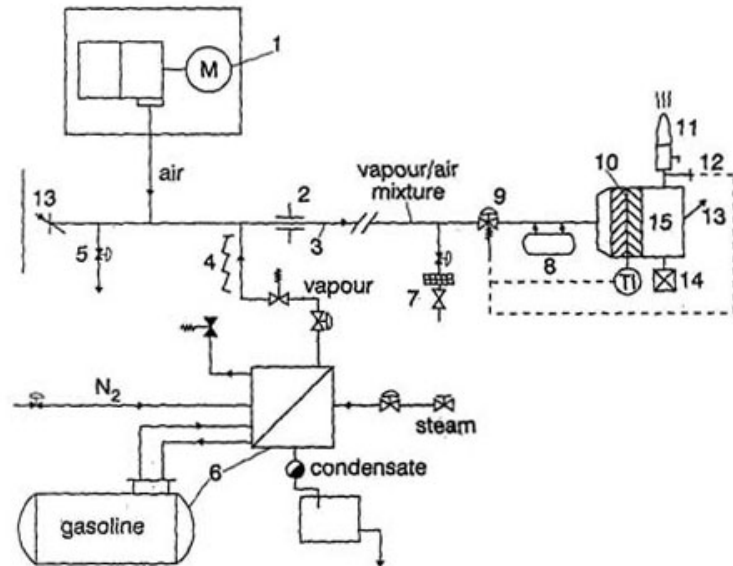 1
M
air
vapour/air
mixture
11
10
12
13
2
9
13
3
15
5
4
8
TI
14
7
vapour
N2
steam
6
condensate
gasoline